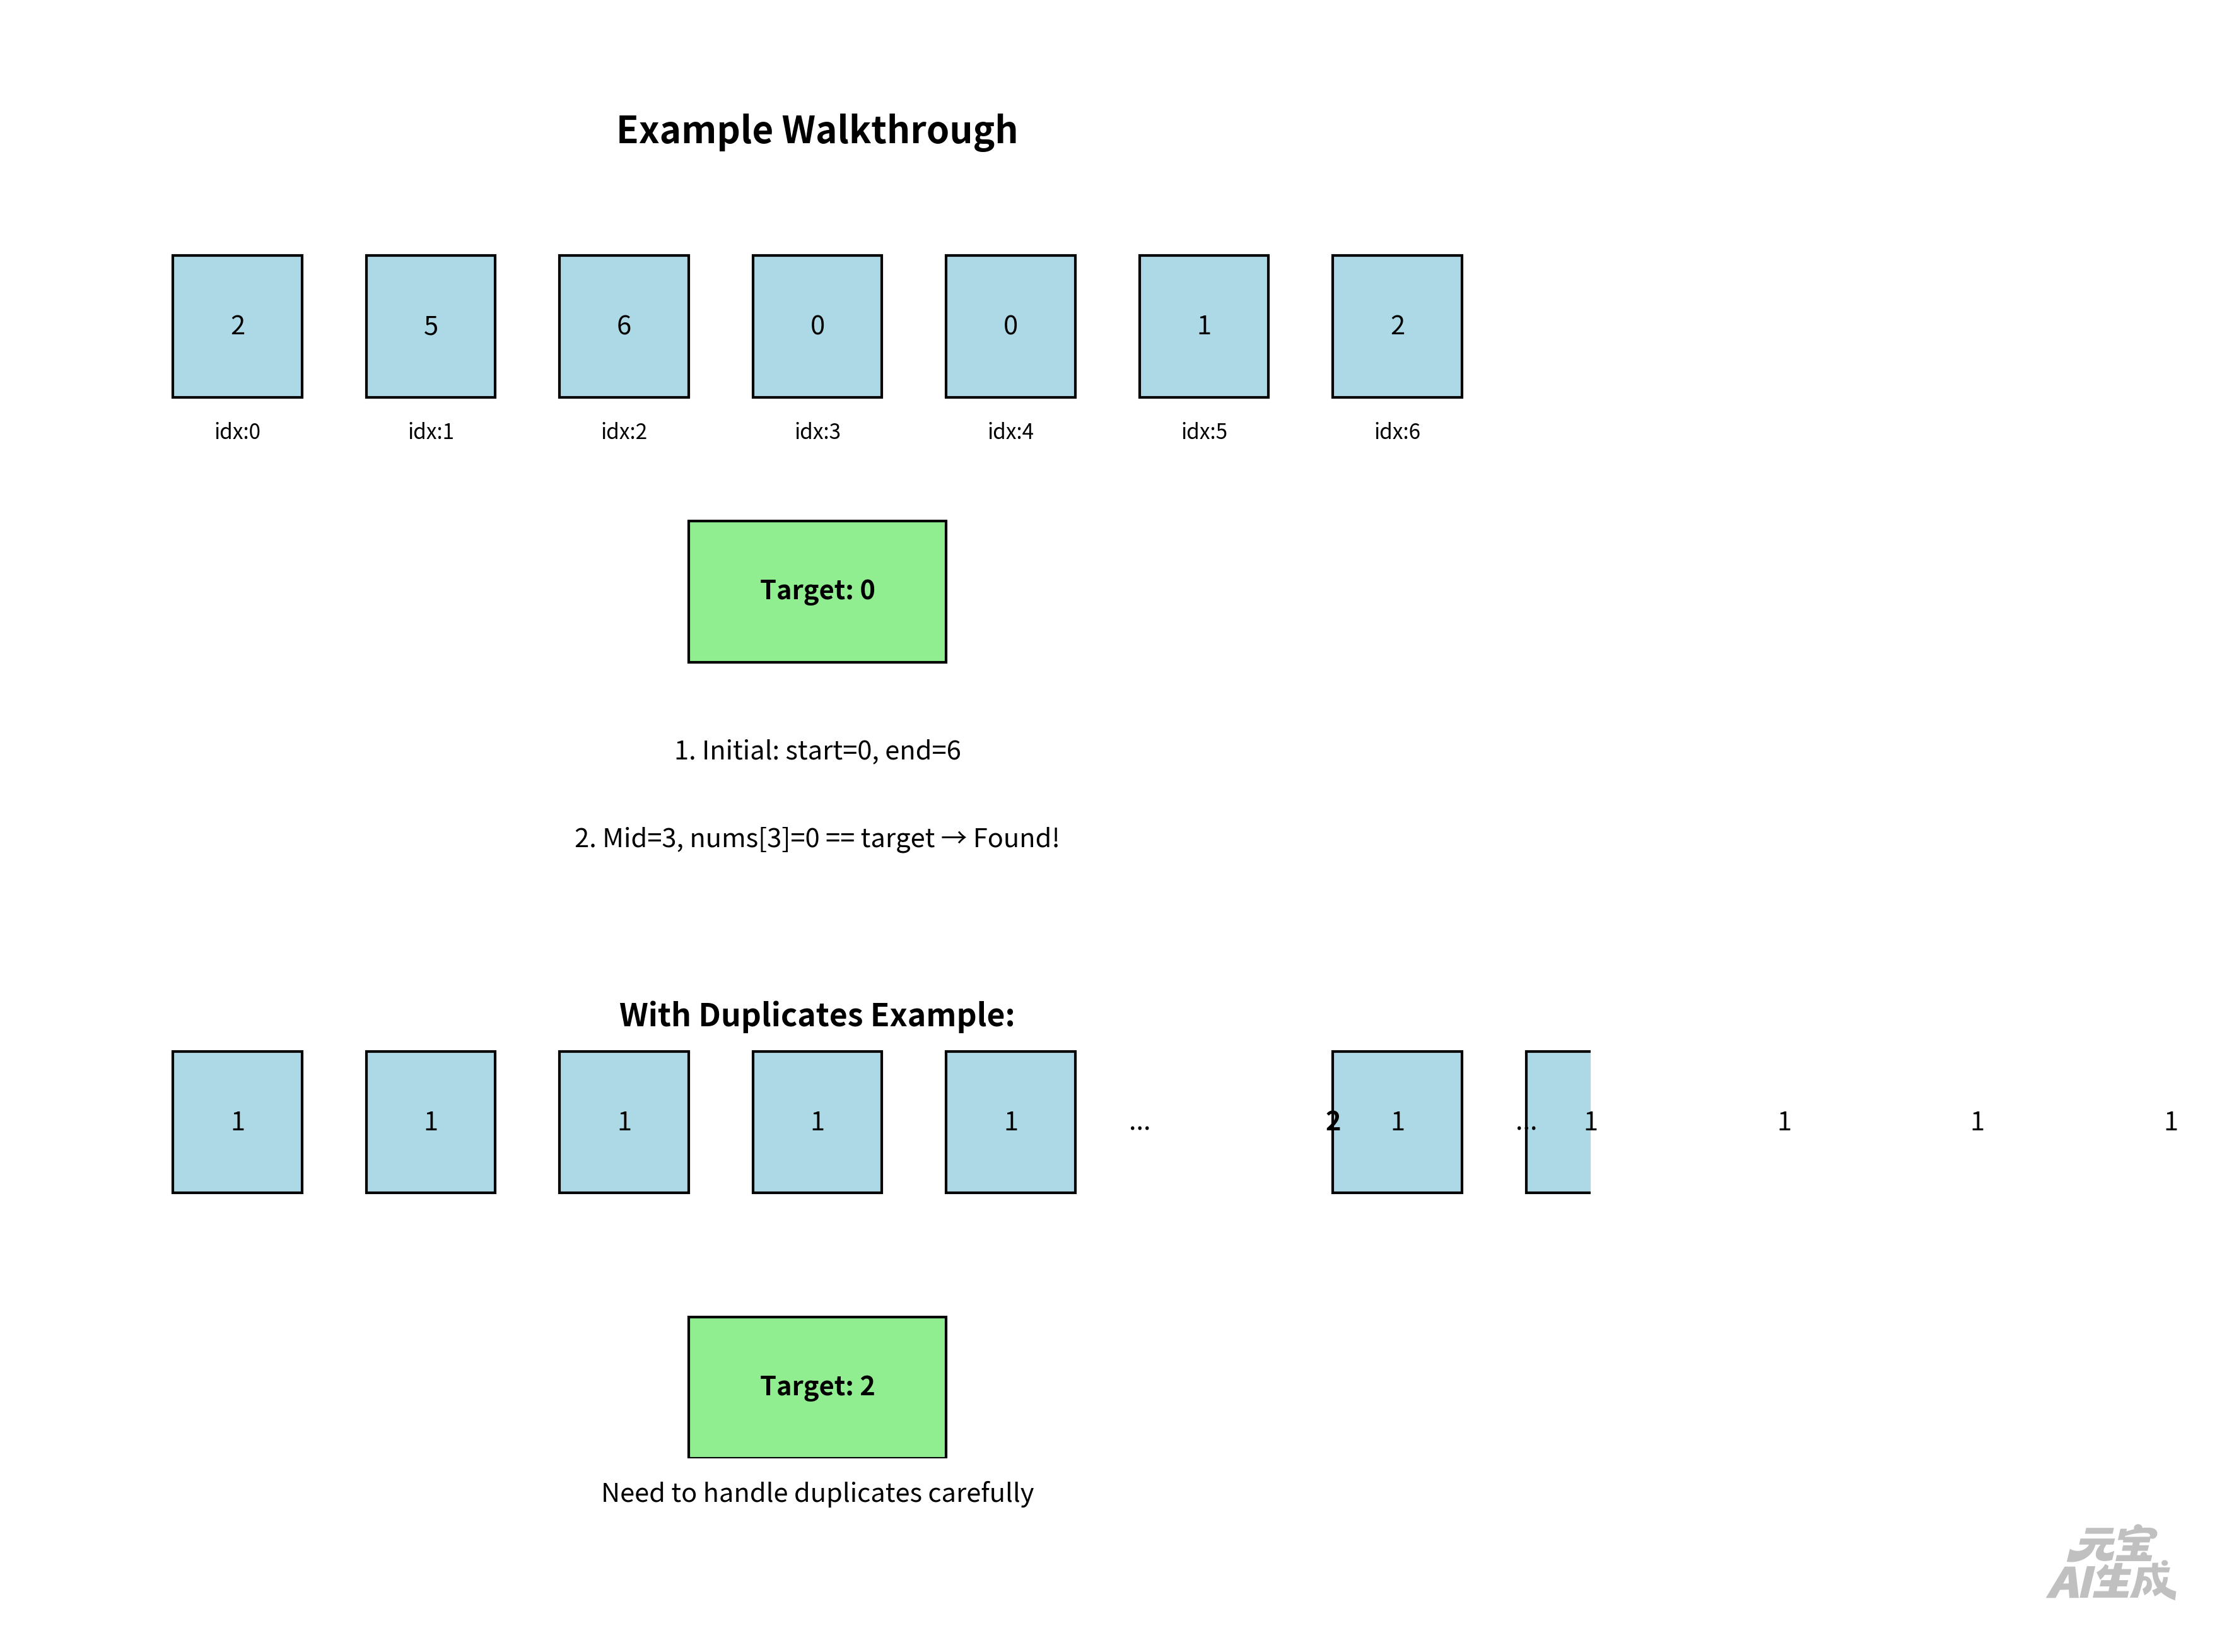 Example Walkthrough
2 5 6 0 0 1 2
idx:0 idx:1 idx:2 idx:3 idx:4 idx:5 idx:6
Target: 0
1. Initial: start=0, end=6
2. Mid=3, nums[3]=0 == target → Found!
With Duplicates Example:
1 1 1 1 1 ... 2 1 ... 1 1 1 1
Target: 2
Need to handle duplicates carefully
元宝
AI生成